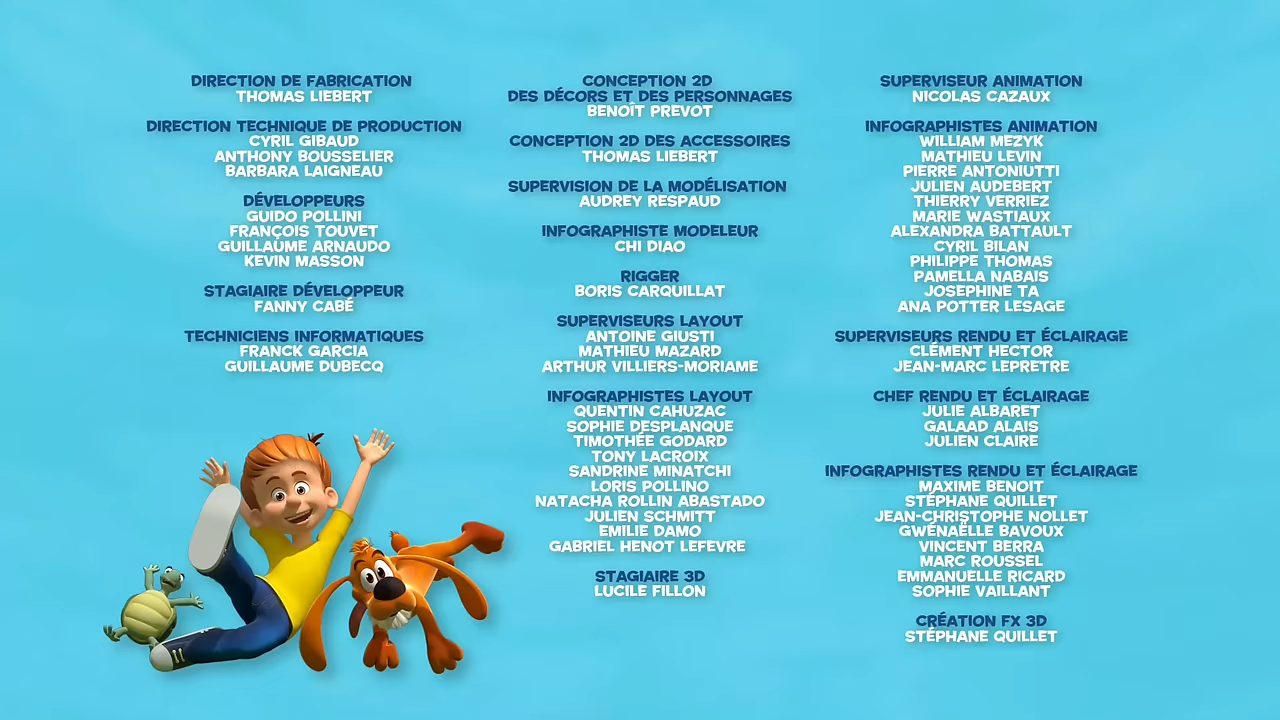 DIRECTION DE FABRICATION
THOMAS LIEBERT
DIRECTION TECHNIQUE DE PRODUCTION
CYRIL GIBAUD
ANTHONY BOUSSELIER
BARBARA LAIGNEAU
DÉVELOPPEURS
GUIDO POLLINI
FRANÇOIS TOUVET
GUILLAUME ARNAUDO
KEVIN MASSON
STAGIAIRE DÉVELOPPEUR
FANNY CABÉ
TECHNICIENS INFORMATIQUES
FRANCK GARCIA
GUILLAUME DUBECQ
CONCEPTION 2D
DES DÉCORS ET DES PERSONNAGES
BENOÎT PREVOT
CONCEPTION 2D DES ACCESSOIRES
THOMAS LIEBERT
SUPERVISION DE LA MODÉLISATION
AUDREY RESPAUD
INFOGRAPHISTE MODELEUR
CHI DIAO
RIGGER
BORIS CARQUILLAT
SUPERVISEURS LAYOUT
ANTOINE GIUSTI
MATHIEU MAZARD
ARTHUR VILLIERS-MORIAME
INFOGRAPHISTES LAYOUT
QUENTIN CAHUZAC
SOPHIE DESPLANQUE
TIMOTHÉE GODARD
TONY LACROIX
SANDRINE MINATCHI
LORIS POLLINO
NATACHA ROLLIN ABASTADO
JULIEN SCHMITT
EMILIE DAMO
GABRIEL HENOT LEFEVRE
STAGIAIRE 3D
LUCILE FILLON
SUPERVISEUR ANIMATION
NICOLAS CAZAUX
INFOGRAPHISTES ANIMATION
WILLIAM MEZYK
MATHIEU LEVIN
PIERRE ANTONIUTTI
JULIEN AUDEBERT
THIERRY VERRIEZ
MARIE WASTIAUX
ALEXANDRA BATTAULT
CYRIL BILAN
PHILIPPE THOMAS
PAMELLA NABAIS
JOSEPHINE TA
ANA POTTER LESAGE
SUPERVISEURS RENDU ET ÉCLAIRAGE
CLÉMENT HECTOR
JEAN-MARC LEPRETRE
CHEF RENDU ET ÉCLAIRAGE
JULIE ALBARET
GALAAD ALAIS
JULIEN CLAIRE
INFOGRAPHISTES RENDU ET ÉCLAIRAGE
MAXIME BENOIT
STÉPHANE QUILLET
JEAN-CHRISTOPHE NOLLET
GWÉNAËLLE BAVOUX
VINCENT BERRA
MARC ROUSSEL
EMMANUELLE RICARD
SOPHIE VAILLANT
CRÉATION FX 3D
STÉPHANE QUILLET